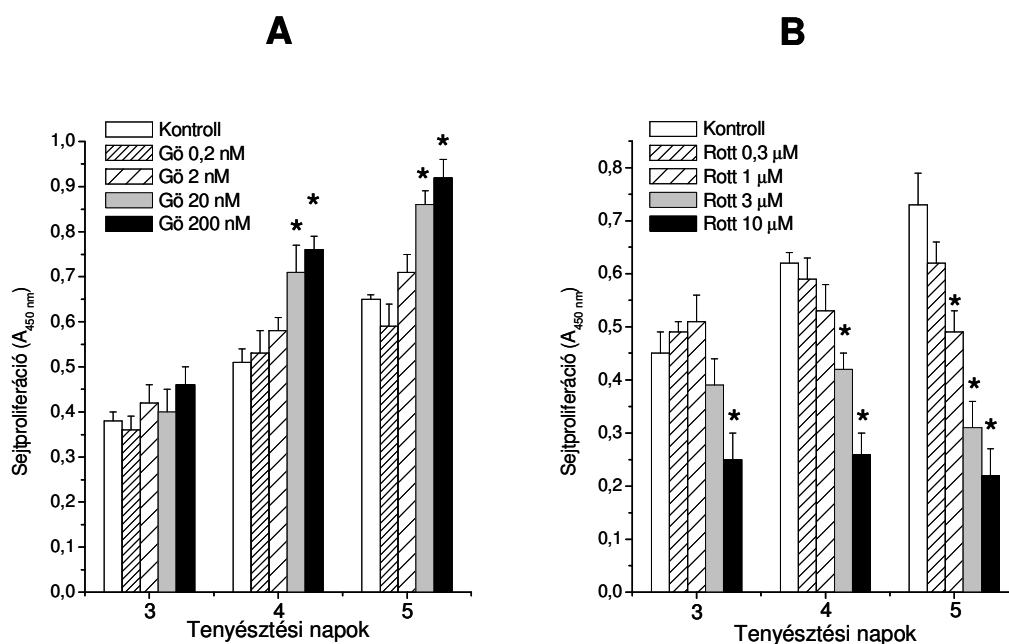 A
Kontroll
Gö 0,2 nM
Gö 2 nM
Gö 20 nM
Gö 200 nM
1,0
0,9
0,8
0,7
0,6
0,5
0,4
0,3
0,2
0,1
0,0
Sejtproliferáció (A450 nm)
* * * *
3 4 5
Tenyésztési napok
B
Kontroll
Rott 0,3 μM
Rott 1 μM
Rott 3 μM
Rott 10 μM
0,8
0,7
0,6
0,5
0,4
0,3
0,2
0,1
0,0
Sejtproliferáció (A450 nm)
* * * * * *
3 4 5
Tenyésztési napok